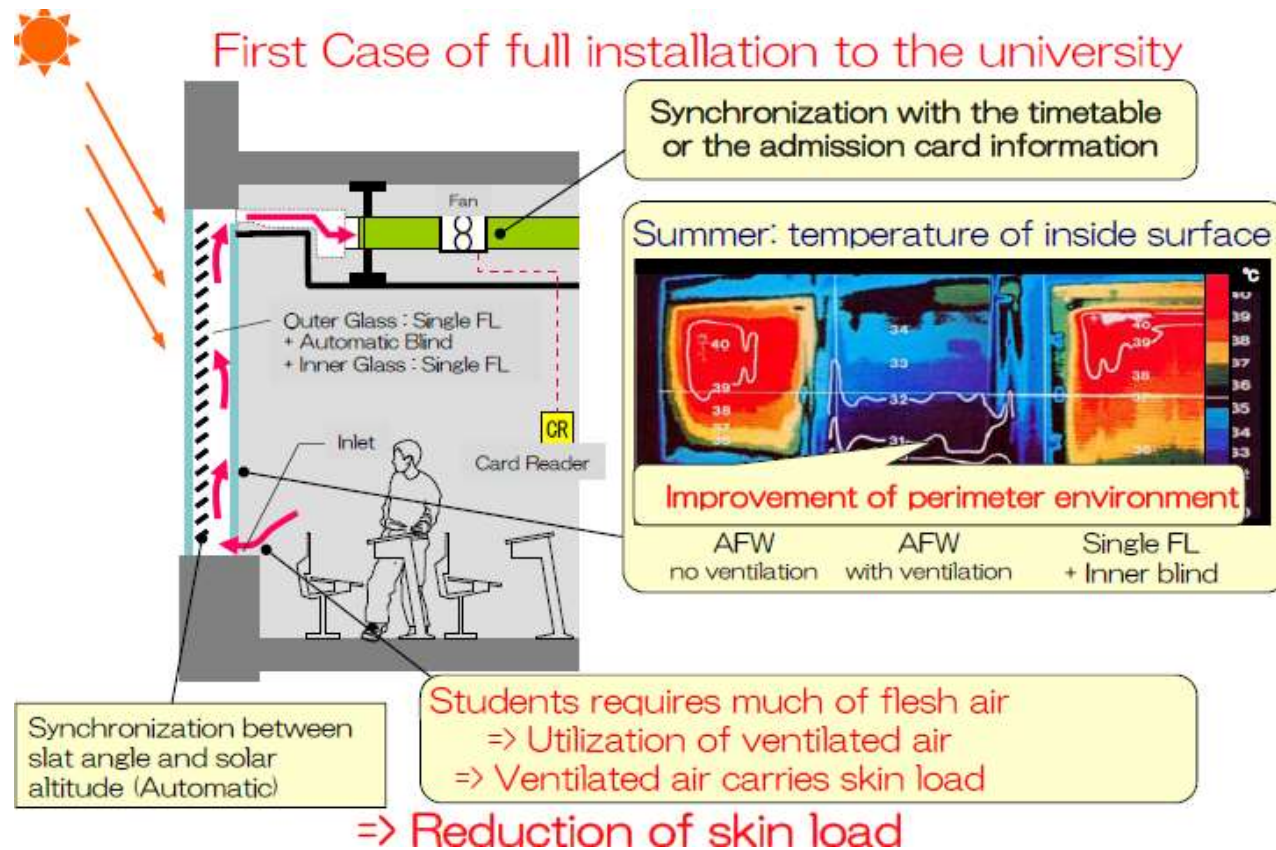 First Case of full installation to the university
Synchronization with the timetable
or the admission card information
Fan
Outer Glass : Single FL
+ Automatic Blind
+ Inner Glass : Single FL
Inlet
CR
Card Reader
Summer: temperature of inside surface
℃
40
39
38
37
36
35
34
33
40
39
38
37
34
33
32
31
40
39
38
Improvement of perimeter environment
AFW
no ventilation
AFW
with ventilation
Single FL
+ Inner blind
Synchronization between
slat angle and solar
altitude (Automatic)
Students requires much of flesh air
=> Utilization of ventilated air
=> Ventilated air carries skin load
=> Reduction of skin load